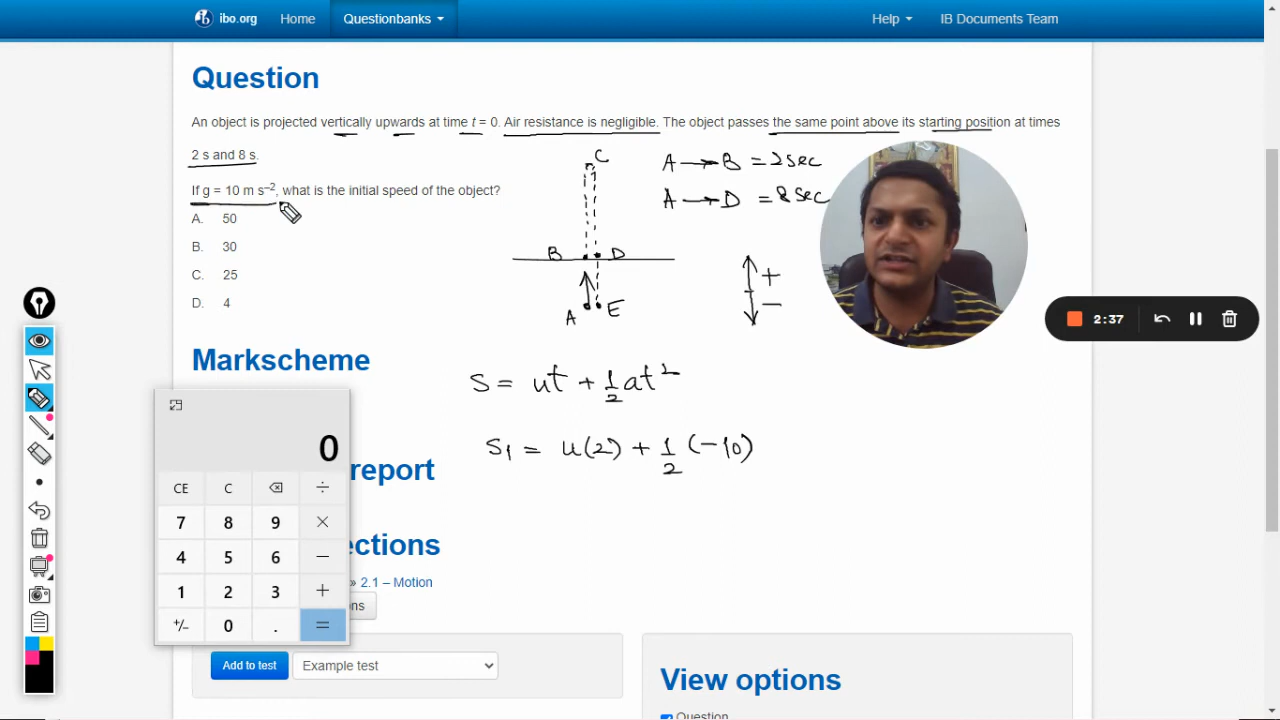 ibo.org Home Questionbanks Help IB Documents Team
Question
An object is projected vertically upwards at time t = 0. Air resistance is negligible. The object passes the same point above its starting position at times
2 s and 8 s.
If g = 10 m s⁻², what is the initial speed of the object?
A. 50
B. 30
C. 25
D. 4
C
A → B = 2 sec
A → D = 8 sec
B D
A E
+
−
2:37
Markscheme
S = ut + 1/2 at²
S₁ = u(2) + 1/2 (−10)
report
ections
» 2.1 – Motion
ons
0
CE C ÷
7 8 9 ×
4 5 6 −
1 2 3 +
+/− 0 . =
Add to test Example test
View options
Question